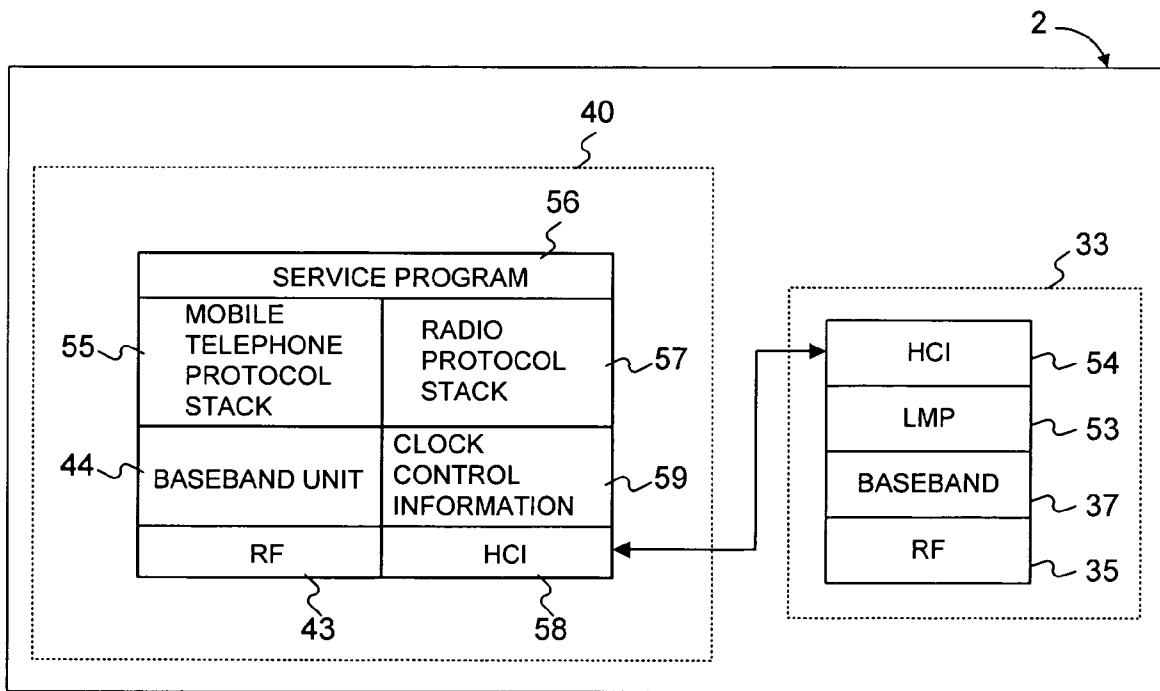 2
40
56
SERVICE PROGRAM
33
55
MOBILE
TELEPHONE
PROTOCOL
STACK
RADIO
PROTOCOL
STACK
57
HCI
54
LMP
53
44
BASEBAND UNIT
CLOCK
CONTROL
INFORMATION
59
BASEBAND
37
RF
HCI
RF
35
43
58